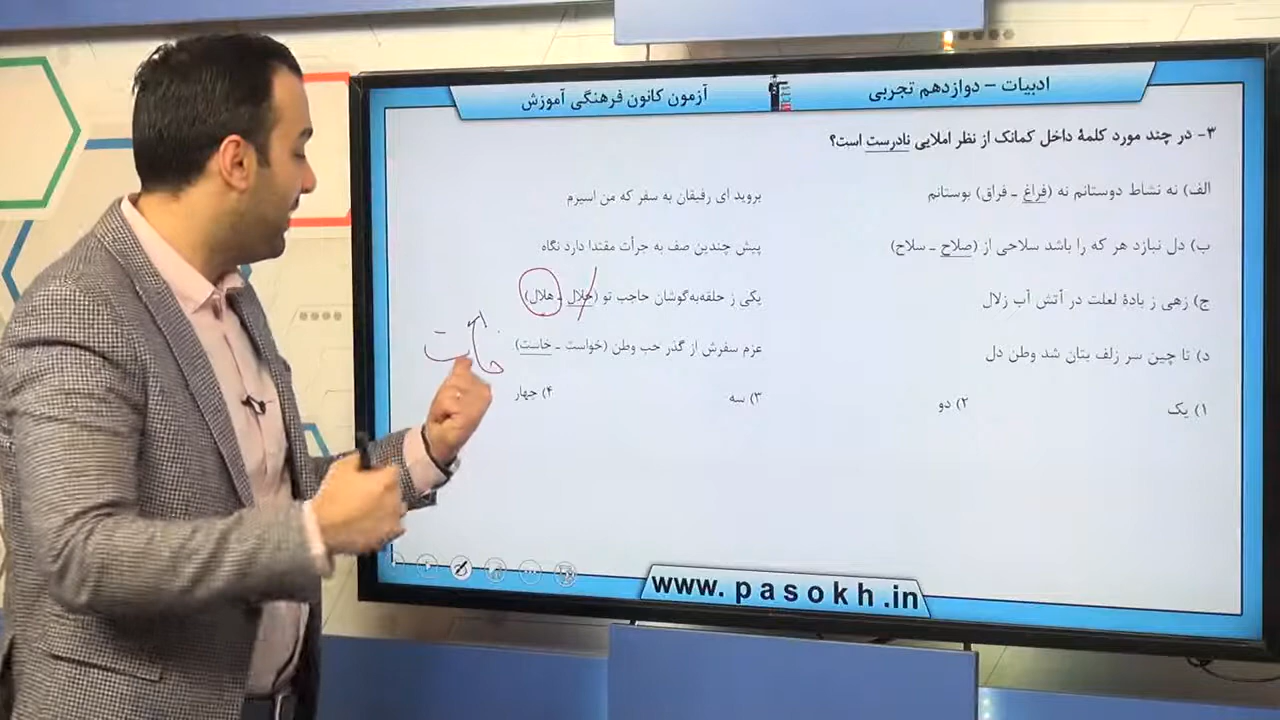 ادبیات – دوازدهم تجربی
آزمون کانون فرهنگی آموزش
۳- در چند مورد کلمهٔ داخل کمانک از نظر املایی نادرست است؟
الف) نه نشاط دوستانم نه (فراغ ـ فراق) بوستانم
بروید ای رفیقان به سفر که من اسیرم
ب) دل نبازد هر که را باشد سلاحی از (صلاح ـ سلاح)
پیش چندین صف به جرأت مقتدا دارد نگاه
ج) زهی ز بادهٔ لعلت در آتش آب زلال
یکی ز حلقه‌به‌گوشان حاجب تو (حلال ـ هلال)
د) تا چین سر زلف بتان شد وطن دل
عزم سفرش از گذر حب وطن (خواست ـ خاست)
۱) یک
۲) دو
۳) سه
۴) چهار
www.pasokh.in